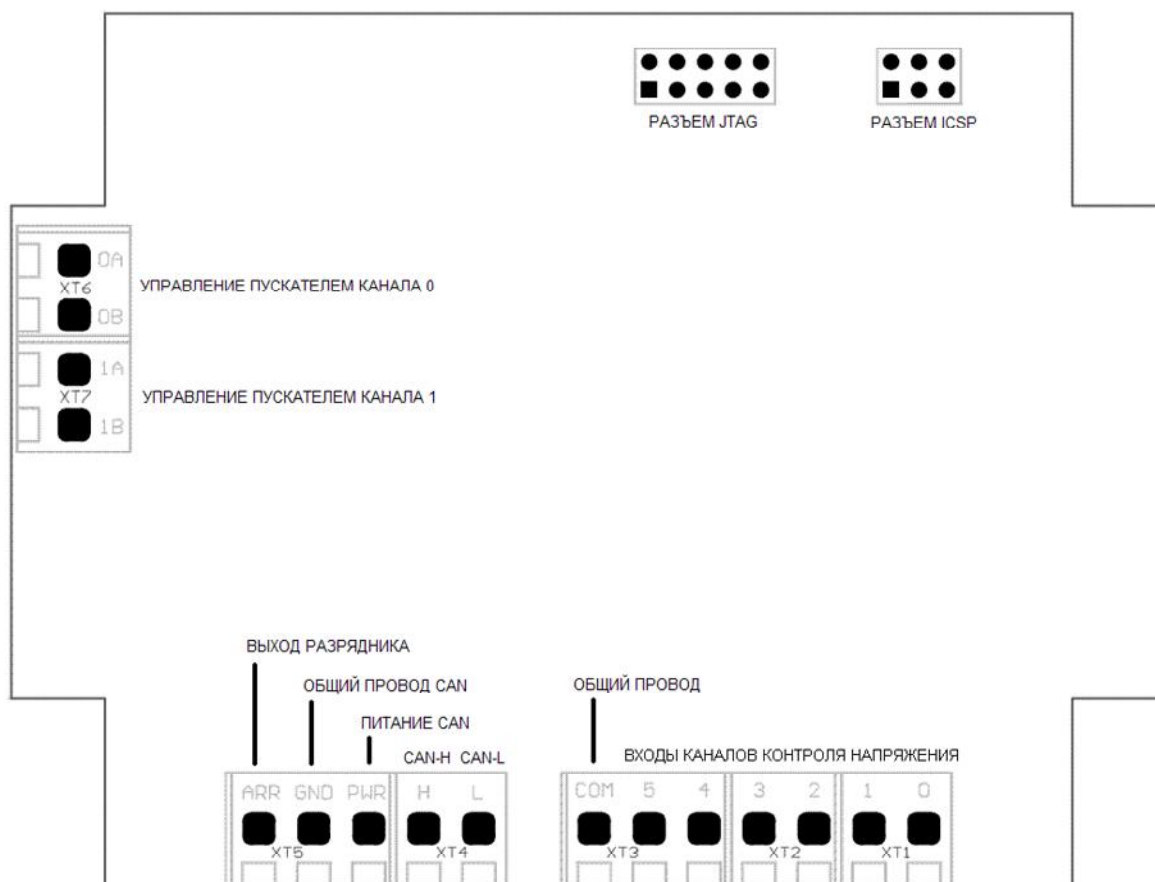 РАЗЪЕМ JTAG
РАЗЪЕМ ICSP
0A
XT6
УПРАВЛЕНИЕ ПУСКАТЕЛЕМ КАНАЛА 0
0B
1A
XT7
УПРАВЛЕНИЕ ПУСКАТЕЛЕМ КАНАЛА 1
1B
ВЫХОД РАЗРЯДНИКА
ОБЩИЙ ПРОВОД CAN
ПИТАНИЕ CAN
CAN-H CAN-L
ОБЩИЙ ПРОВОД
ВХОДЫ КАНАЛОВ КОНТРОЛЯ НАПРЯЖЕНИЯ
ARR GND PWR H L
XT5 XT4
COM 5 4 3 2 1 0
XT3 XT2 XT1